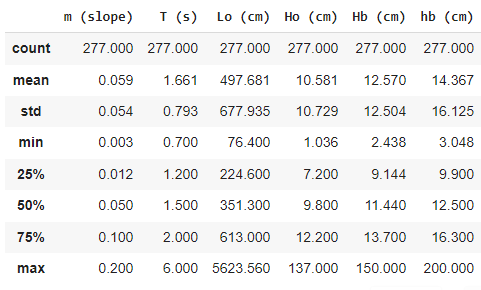 m (slope) T (s) Lo (cm) Ho (cm) Hb (cm) hb (cm)
count 277.000 277.000 277.000 277.000 277.000 277.000
mean 0.059 1.661 497.681 10.581 12.570 14.367
std 0.054 0.793 677.935 10.729 12.504 16.125
min 0.003 0.700 76.400 1.036 2.438 3.048
25% 0.012 1.200 224.600 7.200 9.144 9.900
50% 0.050 1.500 351.300 9.800 11.440 12.500
75% 0.100 2.000 613.000 12.200 13.700 16.300
max 0.200 6.000 5623.560 137.000 150.000 200.000